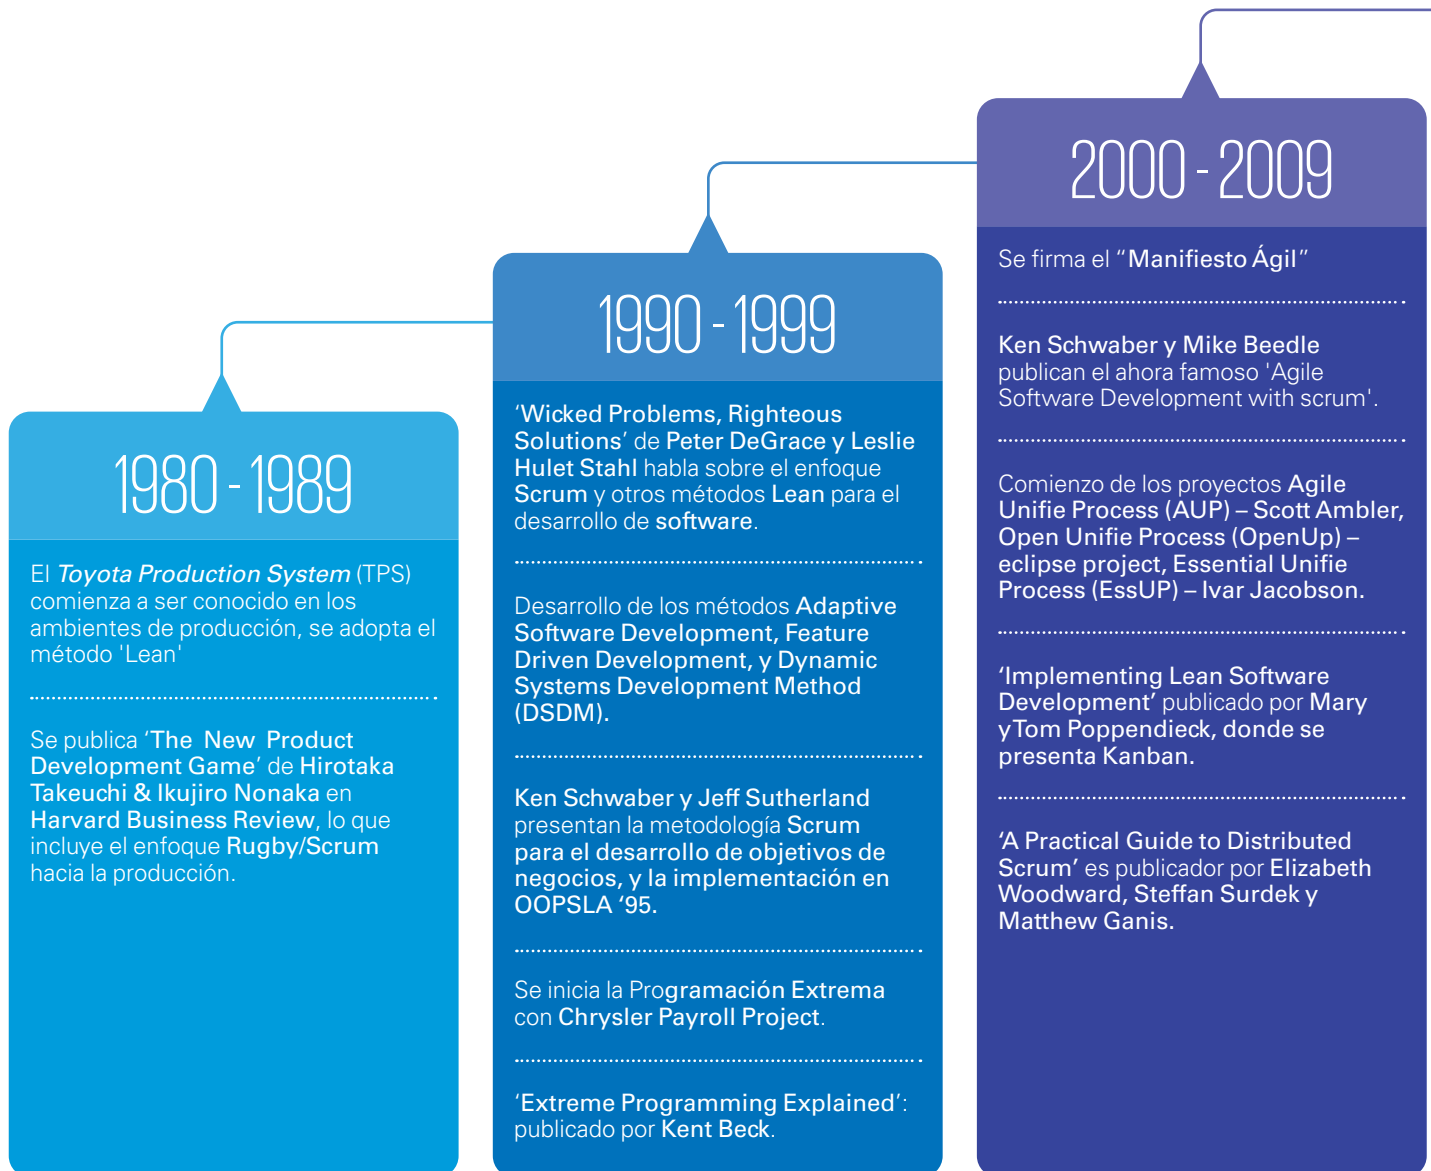 1980 - 1989
El Toyota Production System (TPS)
comienza a ser conocido en los
ambientes de producción, se adopta el
método 'Lean'
Se publica ‘The New Product
Development Game’ de Hirotaka
Takeuchi & Ikujiro Nonaka en
Harvard Business Review, lo que
incluye el enfoque Rugby/Scrum
hacia la producción.
1990 - 1999
‘Wicked Problems, Righteous
Solutions’ de Peter DeGrace y Leslie
Hulet Stahl habla sobre el enfoque
Scrum y otros métodos Lean para el
desarrollo de software.
Desarrollo de los métodos Adaptive
Software Development, Feature
Driven Development, y Dynamic
Systems Development Method
(DSDM).
Ken Schwaber y Jeff Sutherland
presentan la metodología Scrum
para el desarrollo de objetivos de
negocios, y la implementación en
OOPSLA ‘95.
Se inicia la Programación Extrema
con Chrysler Payroll Project.
‘Extreme Programming Explained’:
publicado por Kent Beck.
2000 - 2009
Se firma el “Manifiesto Ágil”
Ken Schwaber y Mike Beedle
publican el ahora famoso 'Agile
Software Development with scrum'.
Comienzo de los proyectos Agile
Unifie Process (AUP) – Scott Ambler,
Open Unifie Process (OpenUp) –
eclipse project, Essential Unifie
Process (EssUP) – Ivar Jacobson.
‘Implementing Lean Software
Development’ publicado por Mary
yTom Poppendieck, donde se
presenta Kanban.
‘A Practical Guide to Distributed
Scrum’ es publicador por Elizabeth
Woodward, Steffan Surdek y
Matthew Ganis.